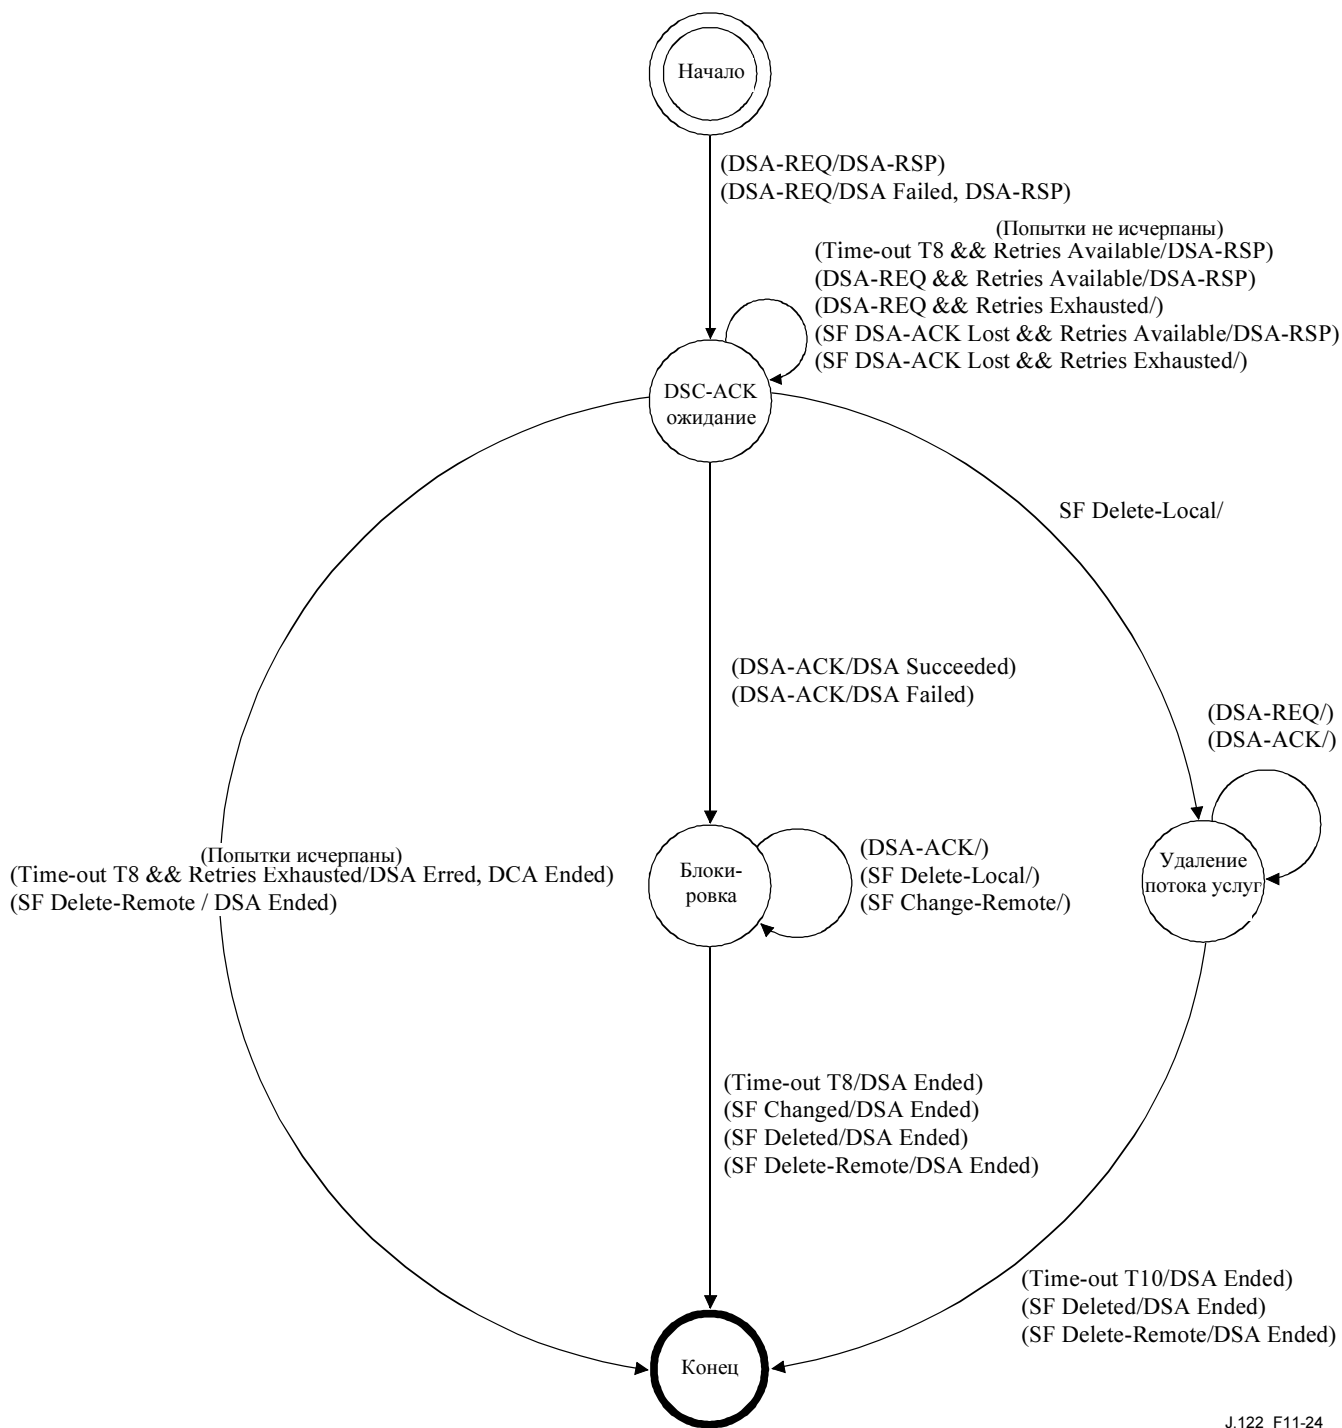 Начало
(DSA-REQ/DSA-RSP)
(DSA-REQ/DSA Failed, DSA-RSP)
(Попытки не исчерпаны)
(Time-out T8 && Retries Available/DSA-RSP)
(DSA-REQ && Retries Available/DSA-RSP)
(DSA-REQ && Retries Exhausted/)
(SF DSA-ACK Lost && Retries Available/DSA-RSP)
(SF DSA-ACK Lost && Retries Exhausted/)
DSC-ACK
ожидание
SF Delete-Local/
(DSA-ACK/DSA Succeeded)
(DSA-ACK/DSA Failed)
(DSA-REQ/)
(DSA-ACK/)
(Попытки исчерпаны)
(Time-out T8 && Retries Exhausted/DSA Erred, DCA Ended)
(SF Delete-Remote / DSA Ended)
Блоки-
ровка
(DSA-ACK/)
(SF Delete-Local/)
(SF Change-Remote/)
Удаление
потока услуг
(Time-out T8/DSA Ended)
(SF Changed/DSA Ended)
(SF Deleted/DSA Ended)
(SF Delete-Remote/DSA Ended)
(Time-out T10/DSA Ended)
(SF Deleted/DSA Ended)
(SF Delete-Remote/DSA Ended)
Конец
J.122_F11-24